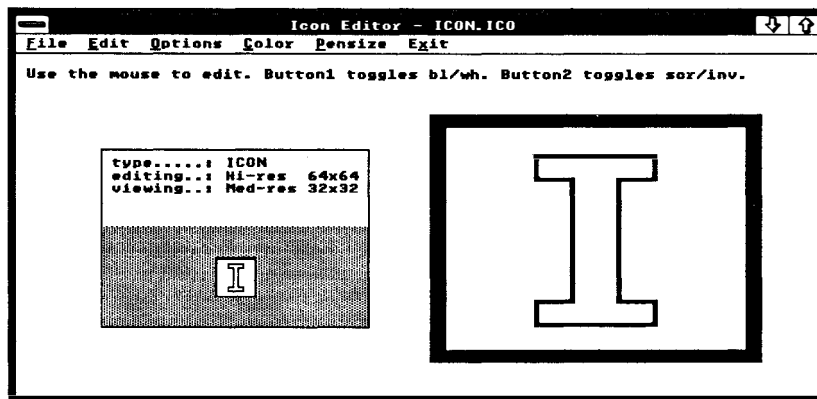 Icon Editor - ICON.ICO
File Edit Options Color Pensize Exit
Use the mouse to edit. Button1 toggles bl/wh. Button2 toggles scr/inv.
type.....: ICON
editing..: Hi-res 64x64
viewing..: Med-res 32x32
I
I